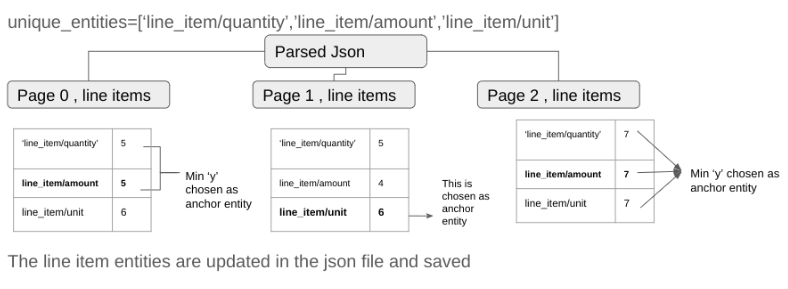 unique_entities=[‘line_item/quantity’,’line_item/amount’,’line_item/unit’]
Parsed Json
Page 0 , line items
Page 1 , line items
Page 2 , line items
‘line_item/quantity’ 5
line_item/amount 5
line_item/unit 6
Min ‘y’
chosen as
anchor entity
‘line_item/quantity’ 5
line_item/amount 4
line_item/unit 6
This is
chosen as
anchor
entity
‘line_item/quantity’ 7
line_item/amount 7
line_item/unit 7
Min ‘y’ chosen as
anchor entity
The line item entities are updated in the json file and saved